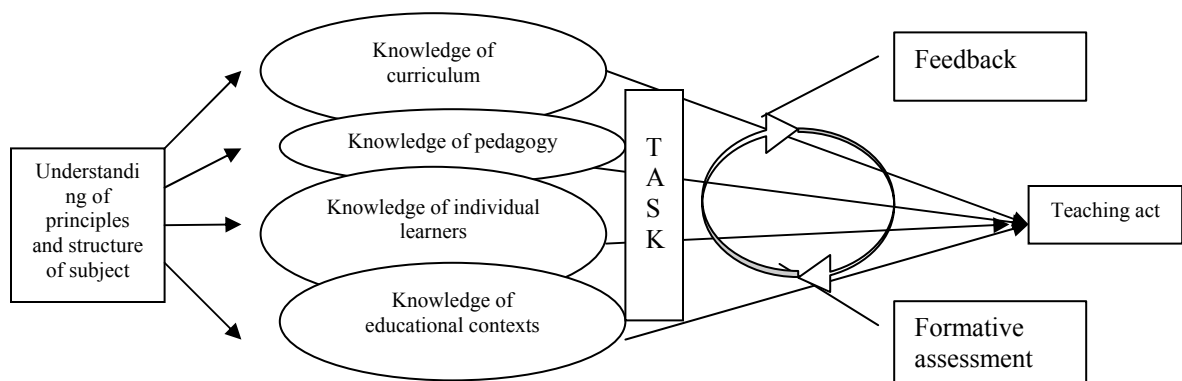 Understandi
ng of
principles
and structure
of subject
Knowledge of
curriculum
Knowledge of pedagogy
Knowledge of individual
learners
Knowledge of
educational contexts
T
A
S
K
Feedback
Formative
assessment
Teaching act